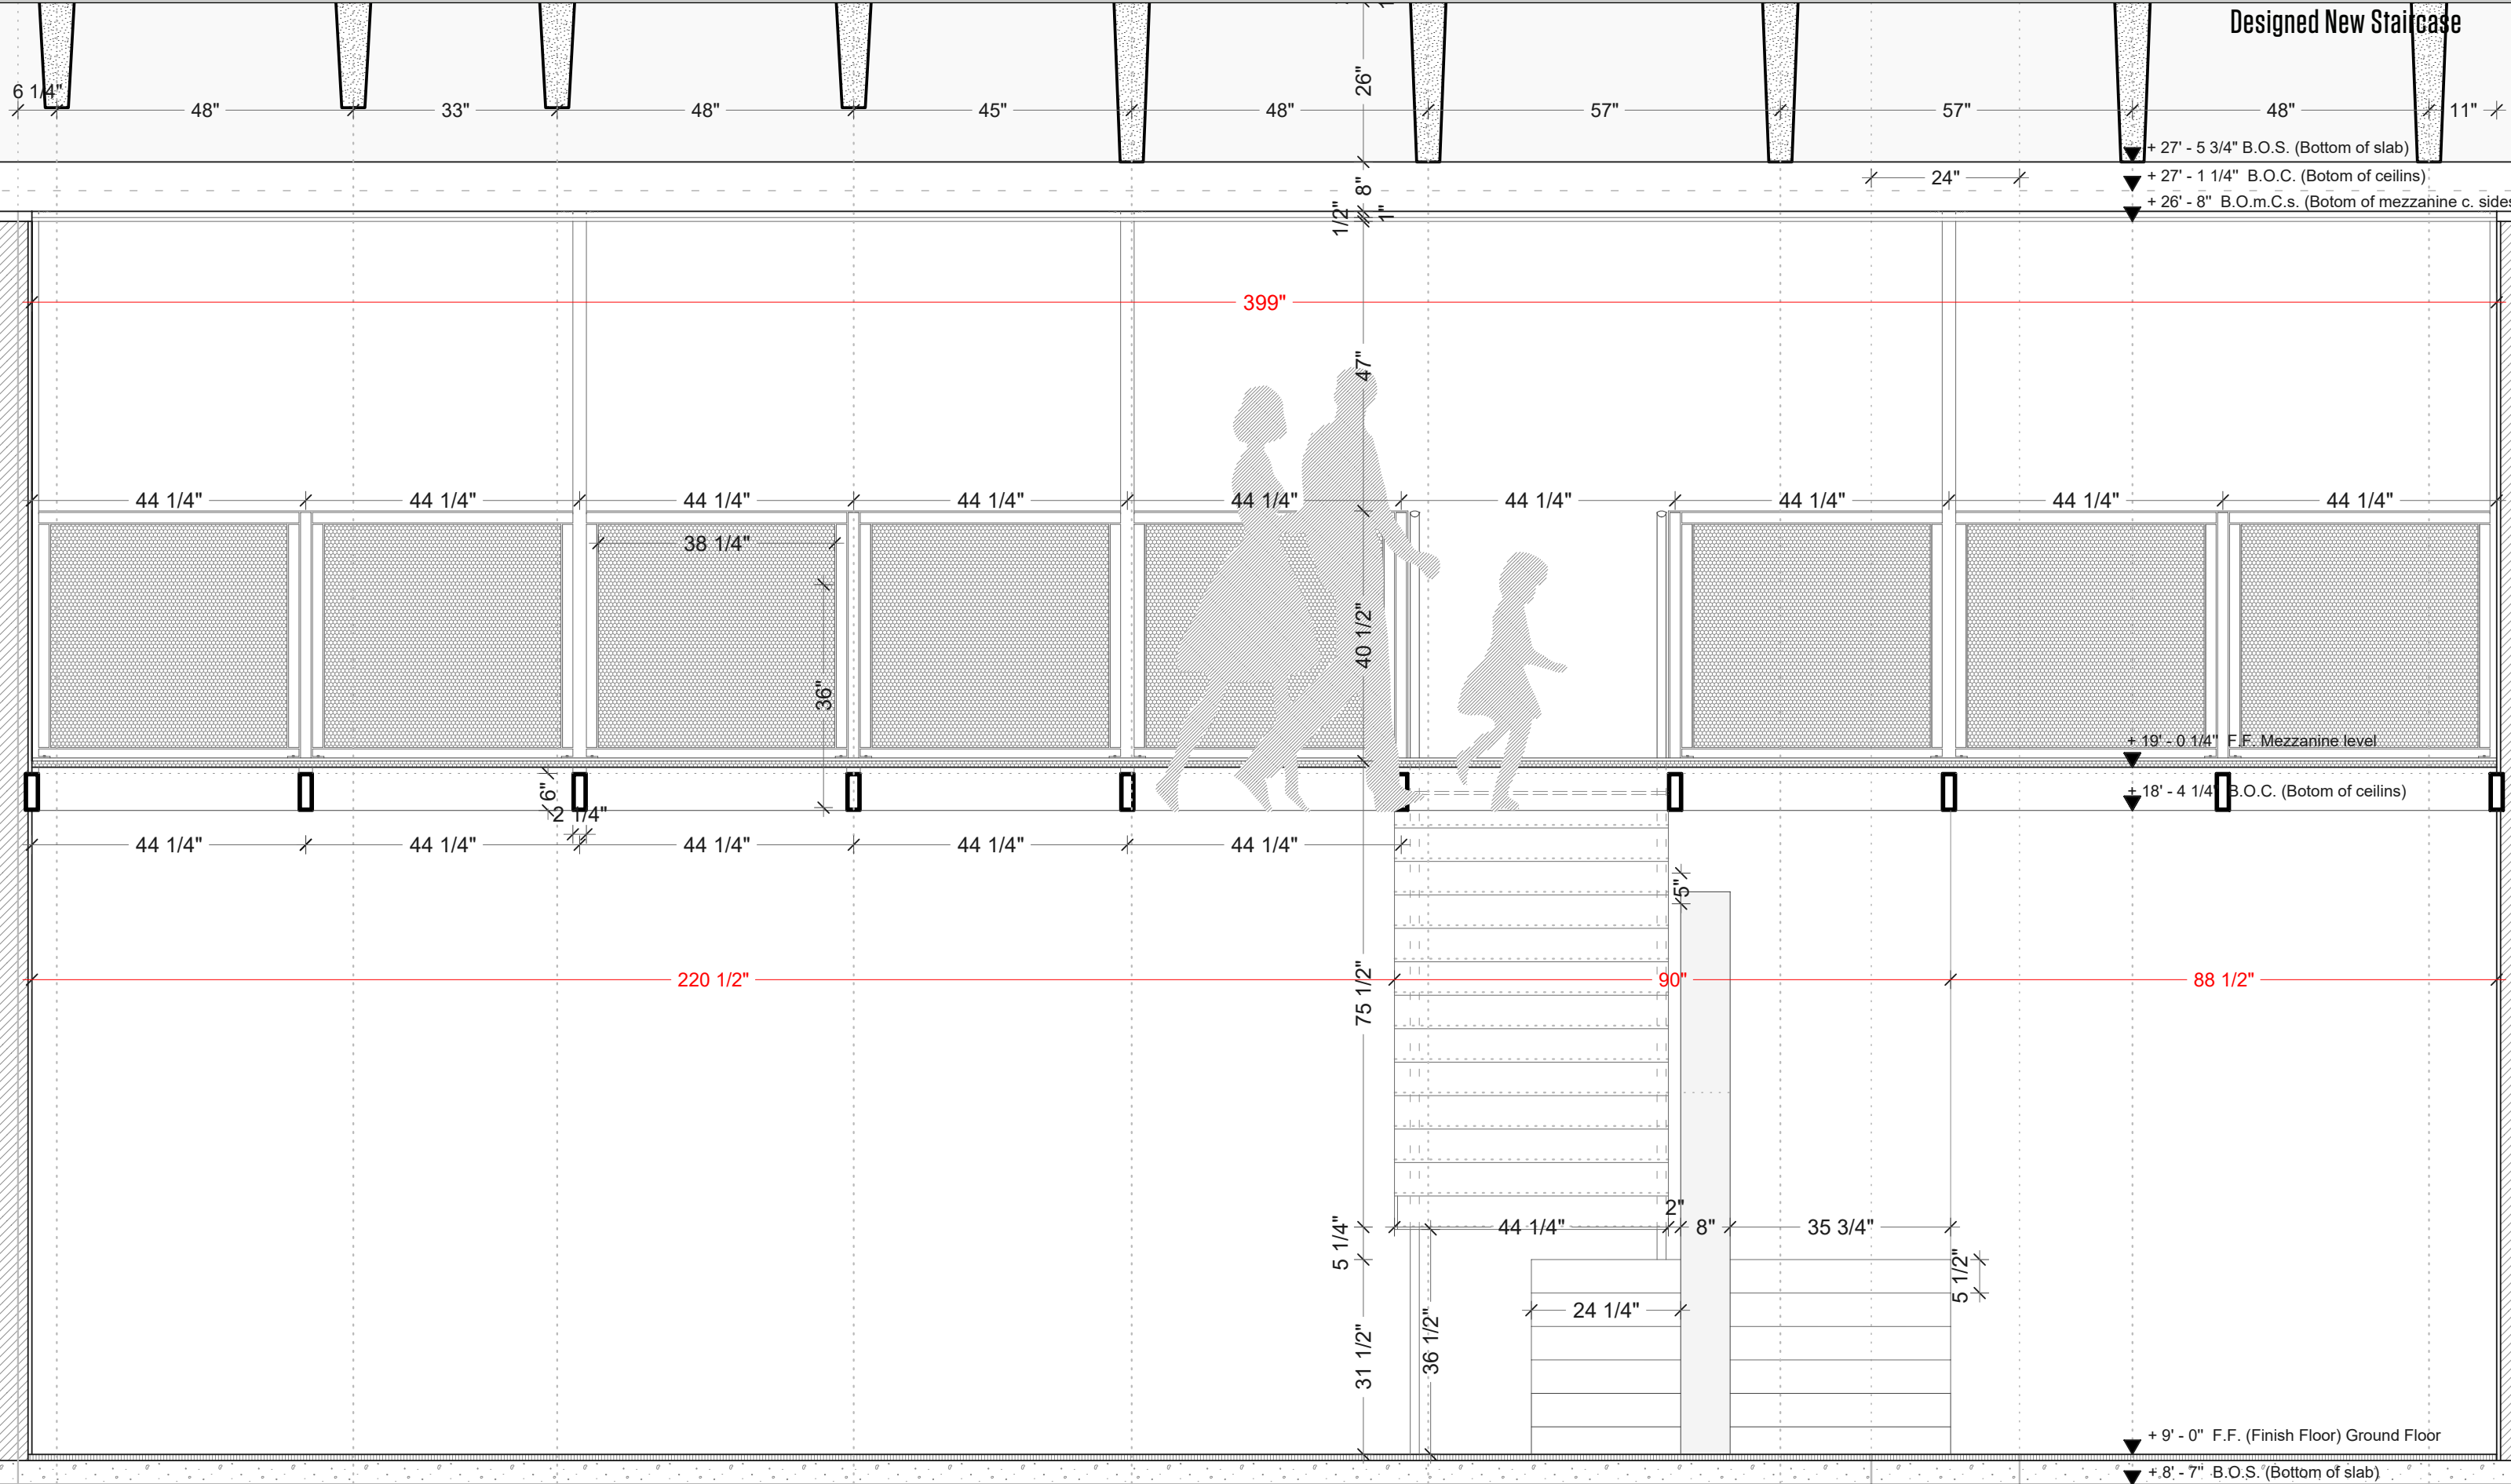 Designed New Staircase
26"
6 1/4" 48" 33" 48" 45" 48" 57" 57" 48" 11"
+ 27' - 5 3/4" B.O.S. (Bottom of slab)
8" 24" + 27' - 1 1/4" B.O.C. (Botom of ceilins)
1/2" 1" + 26' - 8" B.O.m.C.s. (Botom of mezzanine c. sides
399"
47"
44 1/4" 44 1/4" 44 1/4" 44 1/4" 44 1/4" 44 1/4" 44 1/4" 44 1/4" 44 1/4"
38 1/4"
40 1/2"
36"
+ 19' - 0 1/4" F.F. Mezzanine level
6" + 18' - 4 1/4" B.O.C. (Botom of ceilins)
2 1/4"
44 1/4" 44 1/4" 44 1/4" 44 1/4" 44 1/4"
5"
220 1/2" 75 1/2" 90" 88 1/2"
2"
5 1/4" 44 1/4" 8" 35 3/4"
5 1/2"
24 1/4"
31 1/2" 36 1/2"
+ 9' - 0" F.F. (Finish Floor) Ground Floor
+ 8' - 7" B.O.S. (Bottom of slab)